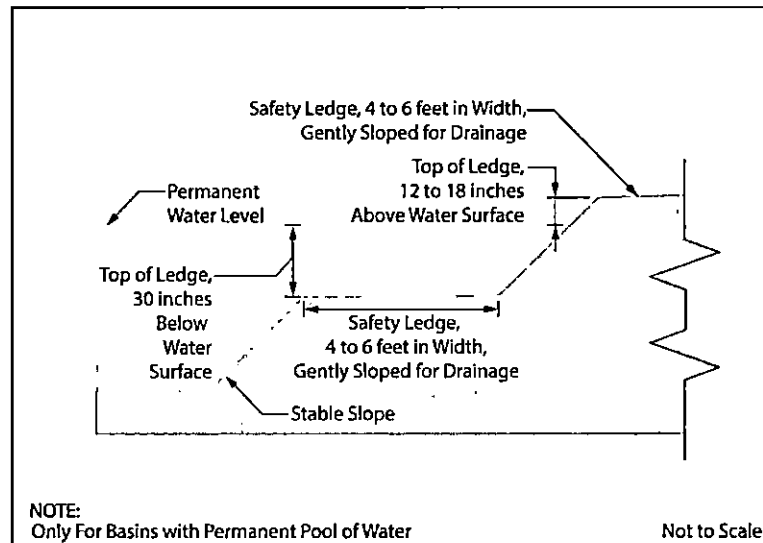 Safety Ledge, 4 to 6 feet in Width,
Gently Sloped for Drainage
Top of Ledge,
12 to 18 inches
Above Water Surface
Permanent
Water Level
Top of Ledge,
30 inches
Below
Water
Surface
Safety Ledge,
4 to 6 feet in Width,
Gently Sloped for Drainage
Stable Slope
NOTE:
Only For Basins with Permanent Pool of Water
Not to Scale